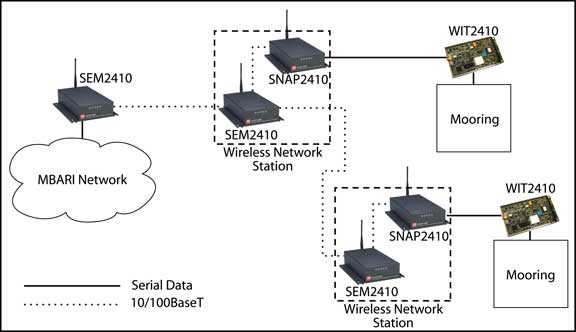 WIT2410
SNAP2410
SEM2410
SEM2410
Mooring
Wireless Network
Station
MBARI Network
WIT2410
SNAP2410
Mooring
SEM2410
Serial Data
10/100BaseT
Wireless Network
Station